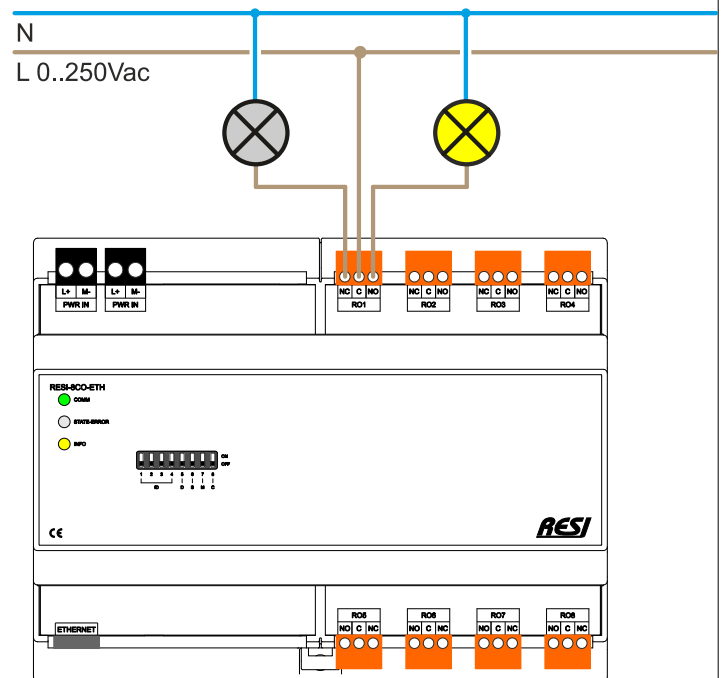 N
L 0..250Vac
L+ M- L+ M-
PWR IN PWR IN
NC C NO NC C NO NC C NO NC C NO
RO1 RO2 RO3 RO4
RESI-8CO-ETH
COMM
STATE-ERROR
INFO
ON
OFF
1 2 3 4 5 6 7 8
CE
RESI
ETHERNET
RO5 RO6 RO7 RO8
NO C NC NO C NC NO C NC NO C NC